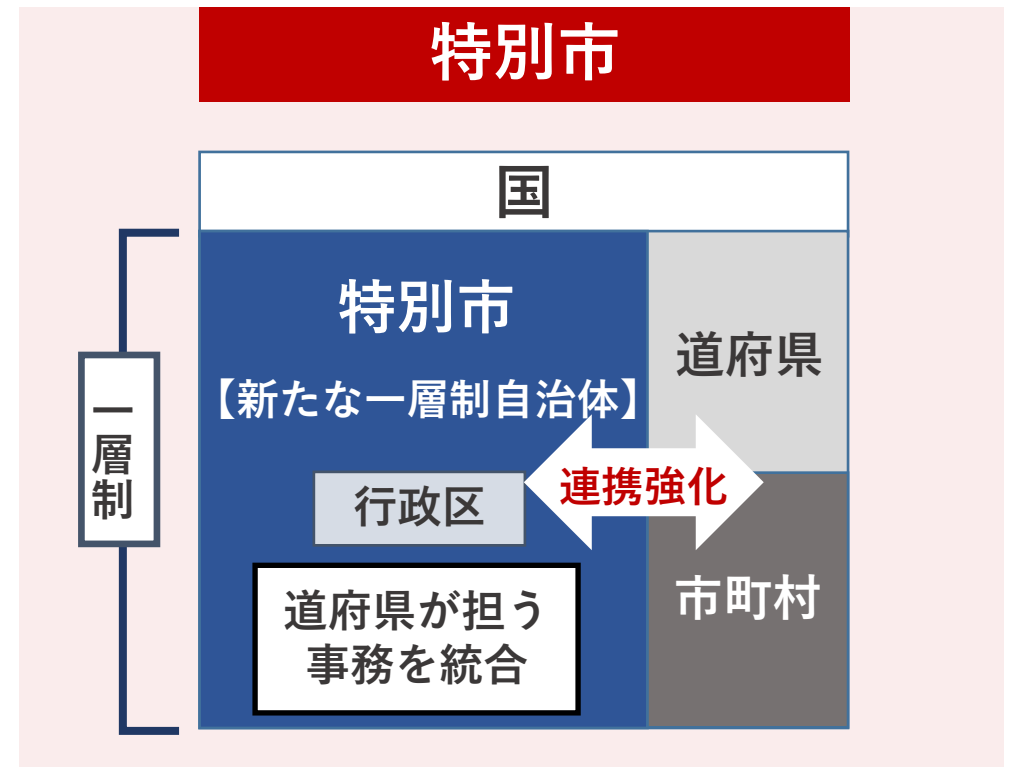 特別市
国
特別市
【新たな一層制自治体】
道府県
一層制
連携強化
行政区
市町村
道府県が担う
事務を統合